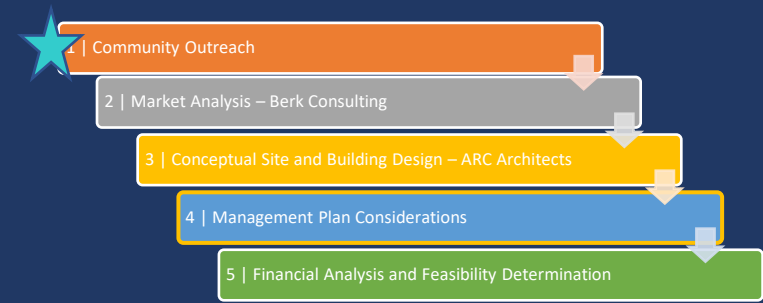 1 | Community Outreach
2 | Market Analysis – Berk Consulting
3 | Conceptual Site and Building Design – ARC Architects
4 | Management Plan Considerations
5 | Financial Analysis and Feasibility Determination